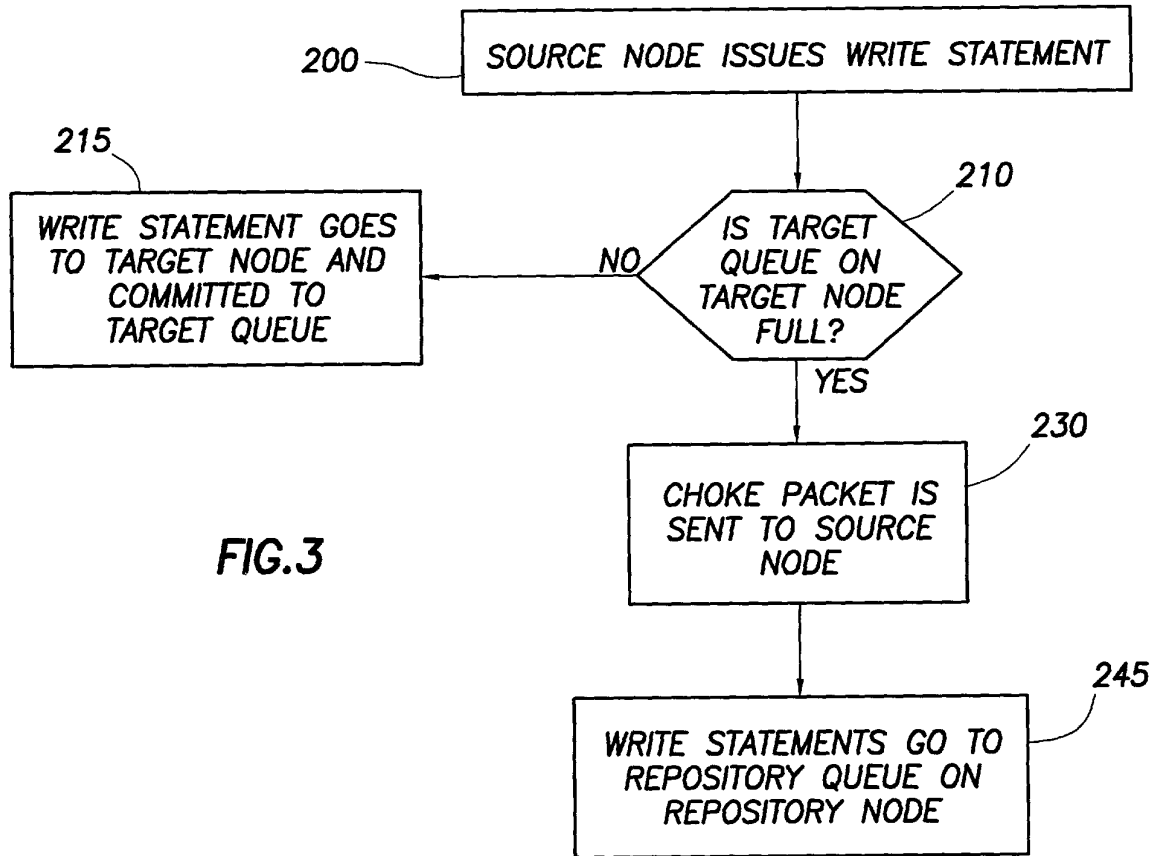 200
SOURCE NODE ISSUES WRITE STATEMENT
215
WRITE STATEMENT GOES
TO TARGET NODE AND
COMMITTED TO
TARGET QUEUE
NO
210
IS TARGET
QUEUE ON
TARGET NODE
FULL?
YES
230
CHOKE PACKET IS
SENT TO SOURCE
NODE
FIG.3
245
WRITE STATEMENTS GO TO
REPOSITORY QUEUE ON
REPOSITORY NODE